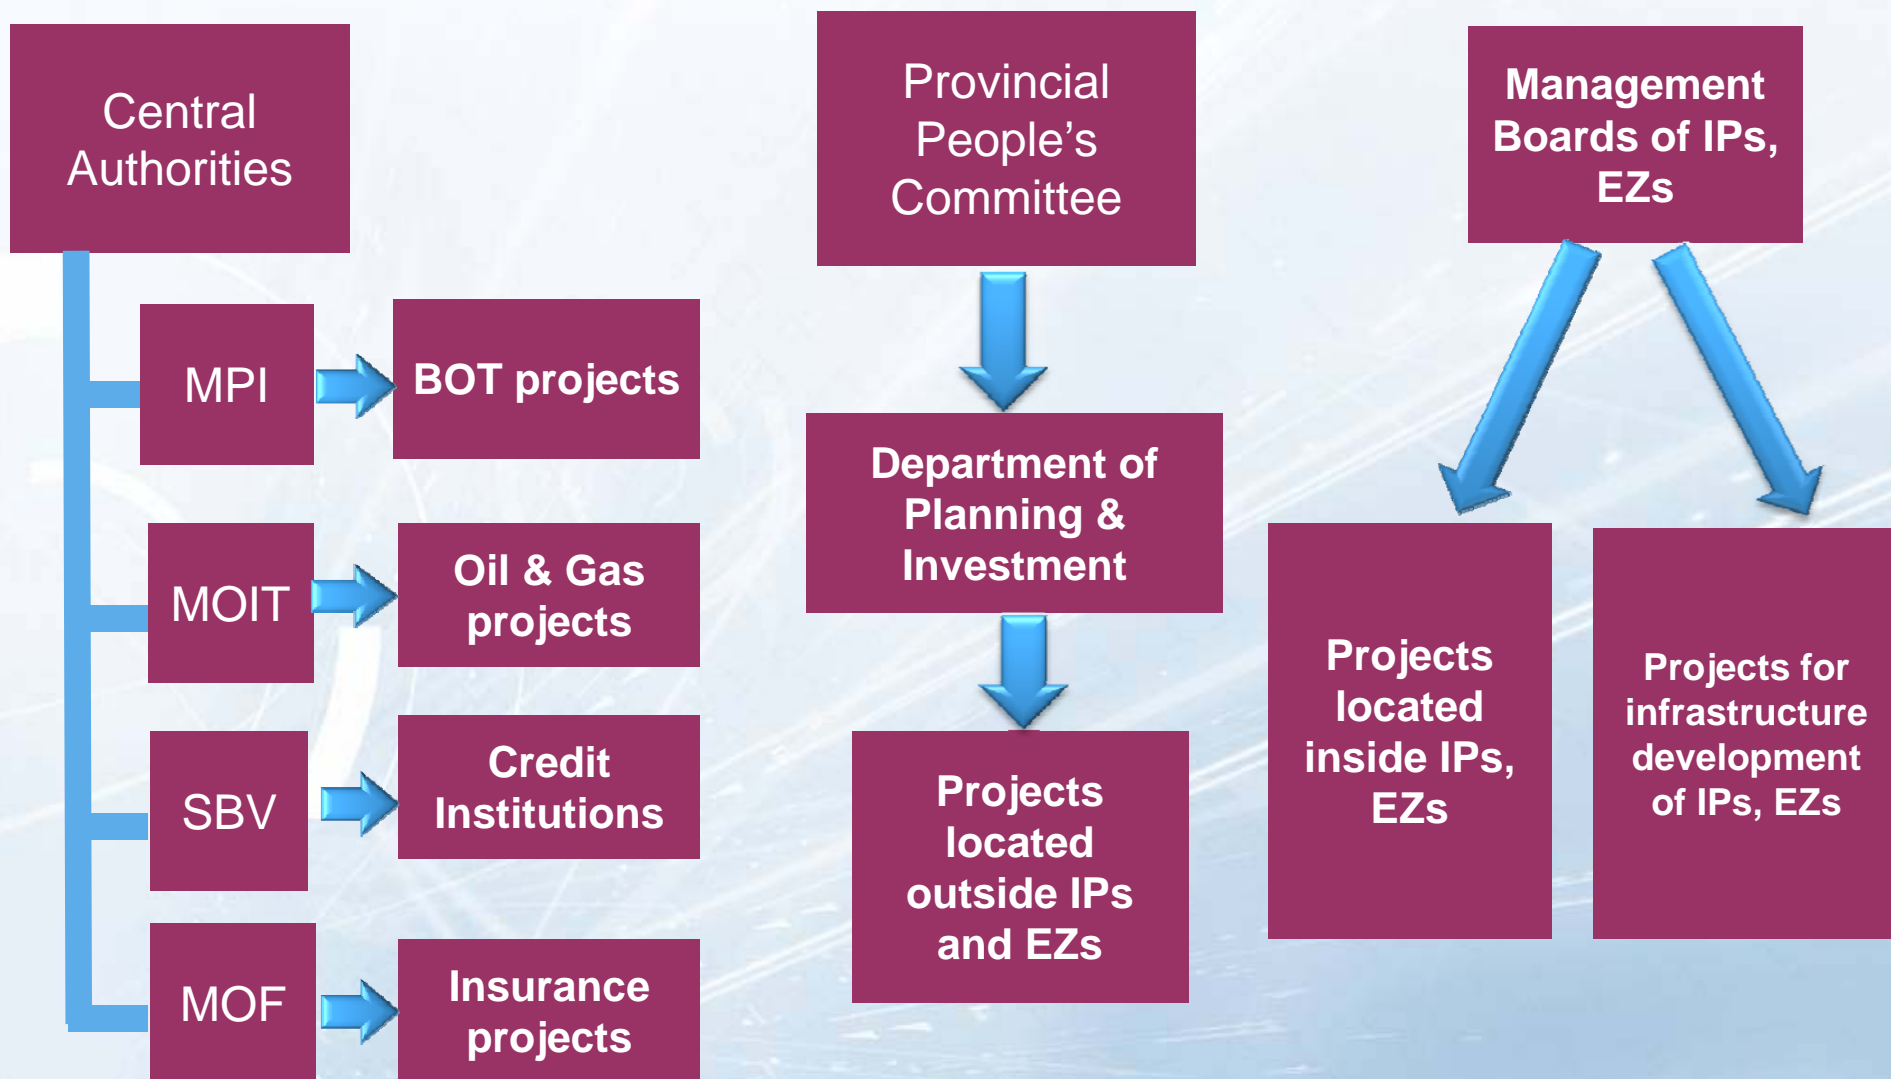 Central
Authorities
MPI
BOT projects
MOIT
Oil & Gas
projects
SBV
Credit
Institutions
MOF
Insurance
projects
Provincial
People’s
Committee
Department of
Planning &
Investment
Projects
located
outside IPs
and EZs
Management
Boards of IPs,
EZs
Projects
located
inside IPs,
EZs
Projects for
infrastructure
development
of IPs, EZs